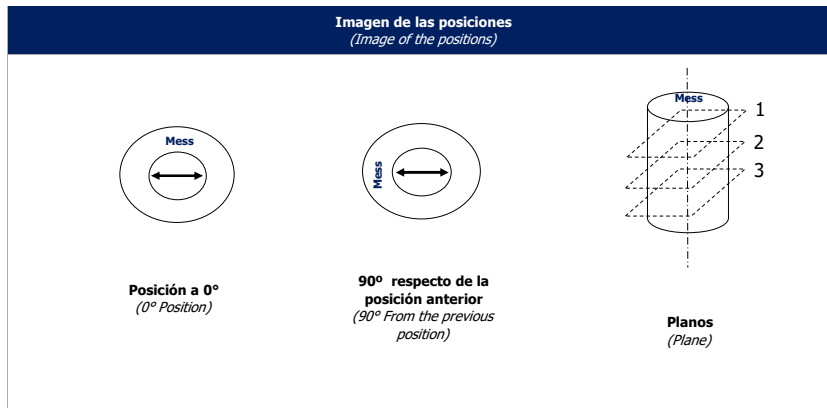 Imagen de las posiciones
(Image of the positions)
Mess
Posición a 0°
(0° Position)
Mess
90º respecto de la
posición anterior
(90° From the previous
position)
Mess
1
2
3
Planos
(Plane)